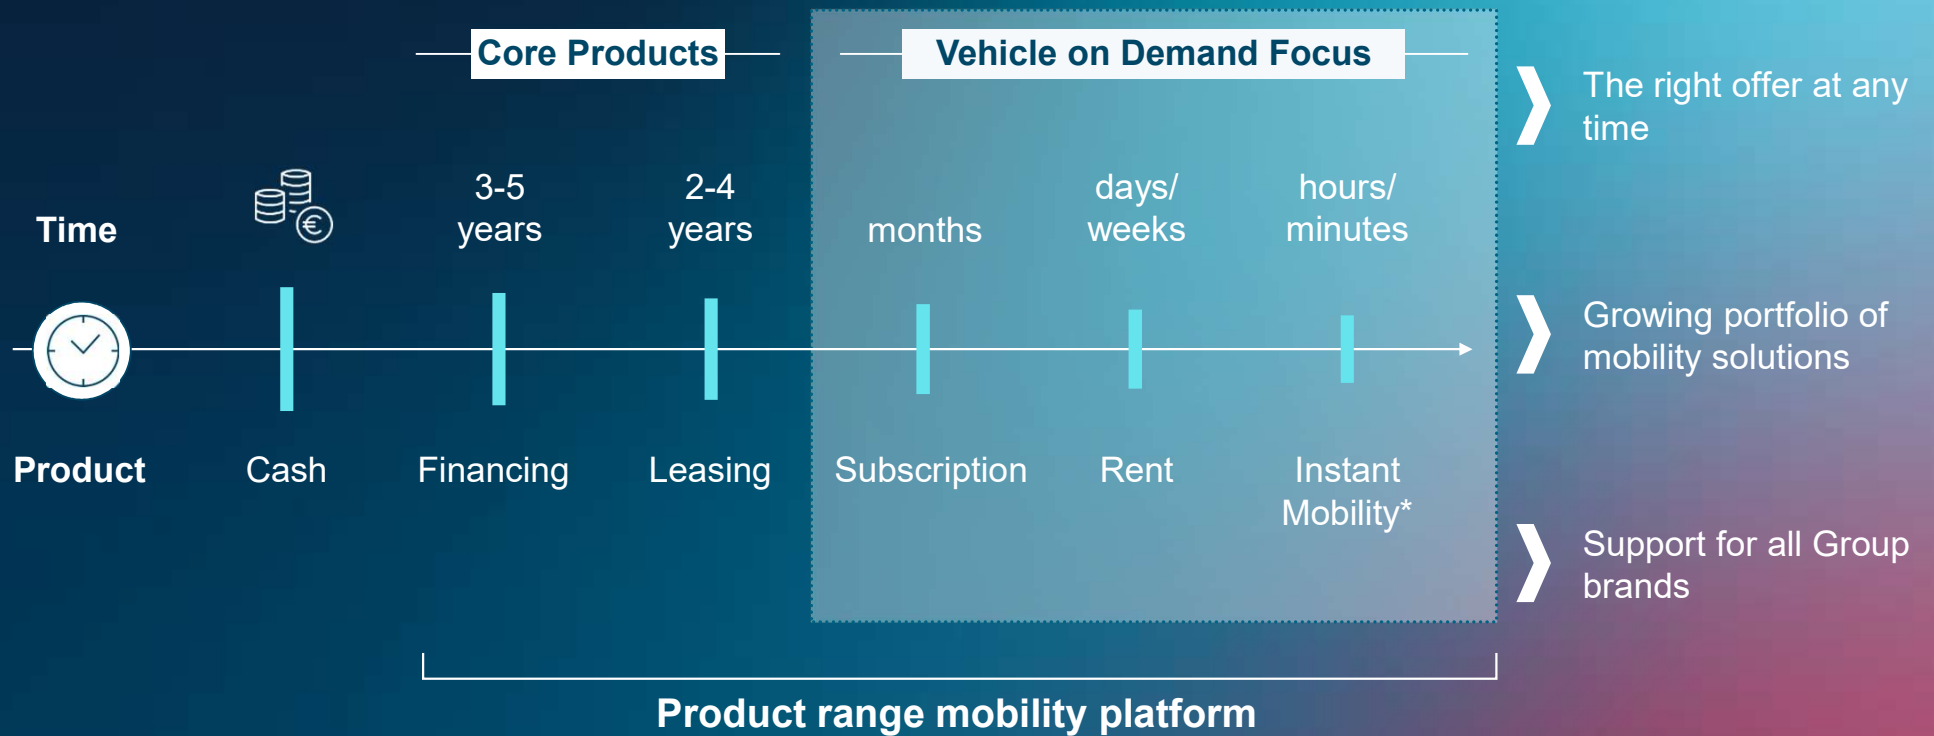 Core Products
Vehicle on Demand Focus
The right offer at any
time
Time
3-5
years
2-4
years
months
days/
weeks
hours/
minutes
Growing portfolio of
mobility solutions
Product
Cash
Financing
Leasing
Subscription
Rent
Instant
Mobility*
Support for all Group
brands
Product range mobility platform